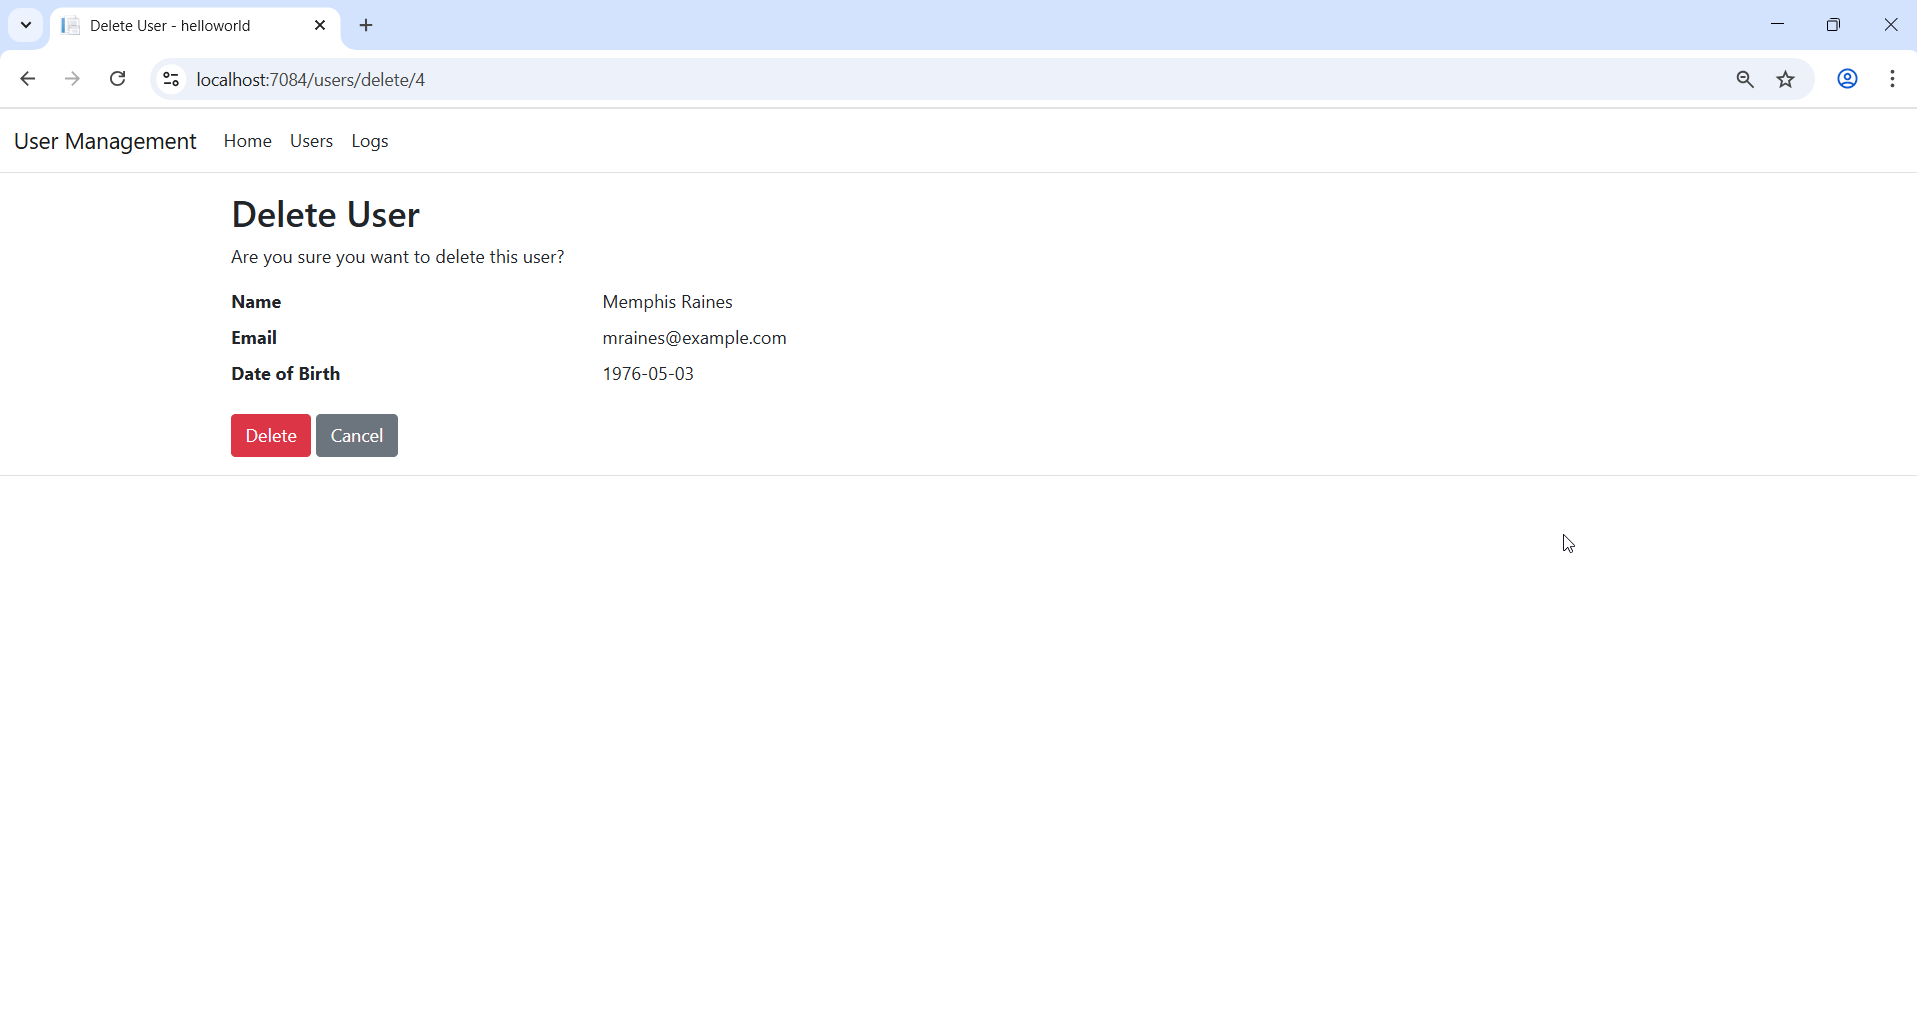 Delete User - helloworld
localhost:7084/users/delete/4
User Management Home Users Logs
Delete User
Are you sure you want to delete this user?
Name Memphis Raines
Email mraines@example.com
Date of Birth 1976-05-03
Delete Cancel